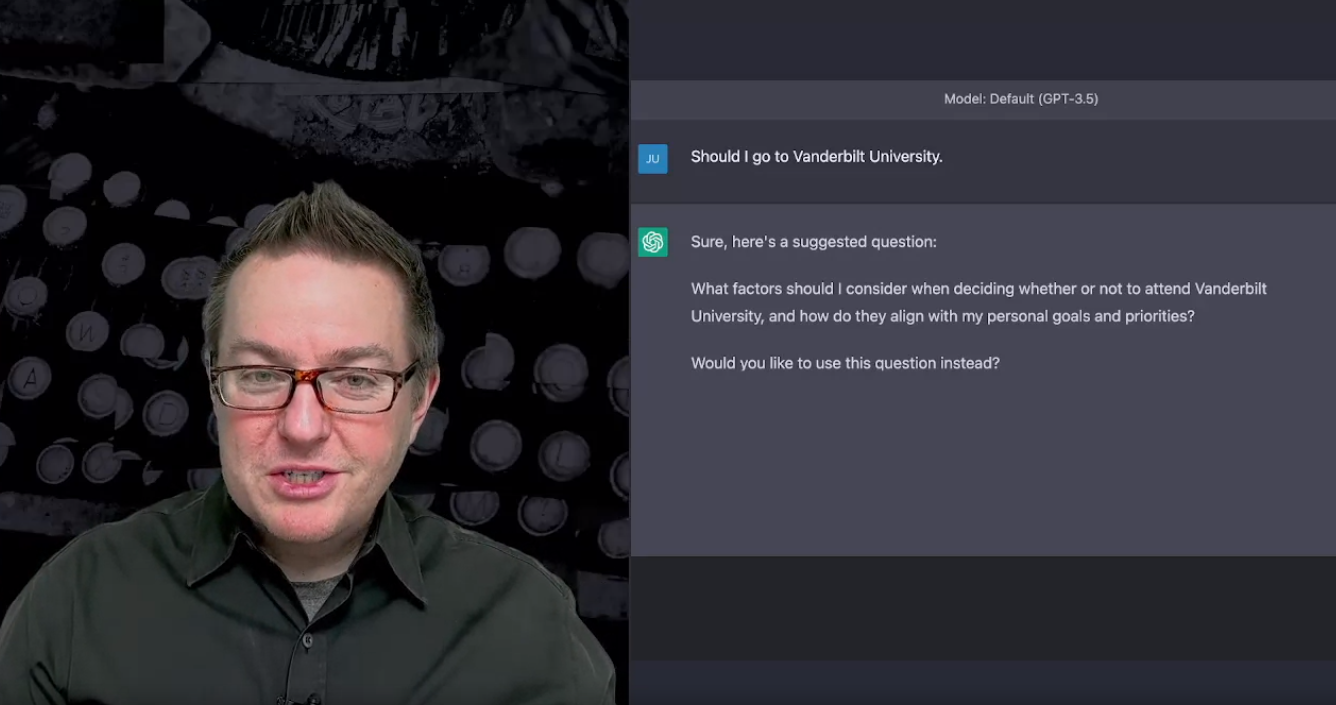 Model: Default (GPT-3.5)
JU
Should I go to Vanderbilt University.
Sure, here's a suggested question:
What factors should I consider when deciding whether or not to attend Vanderbilt
University, and how do they align with my personal goals and priorities?
Would you like to use this question instead?
A